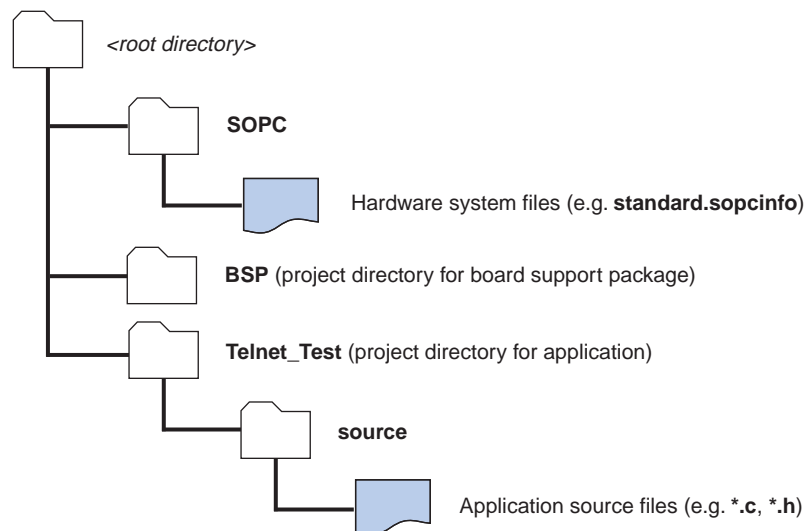 <root directory>
SOPC
Hardware system files (e.g. standard.sopcinfo)
BSP (project directory for board support package)
Telnet_Test (project directory for application)
source
Application source files (e.g. *.c, *.h)